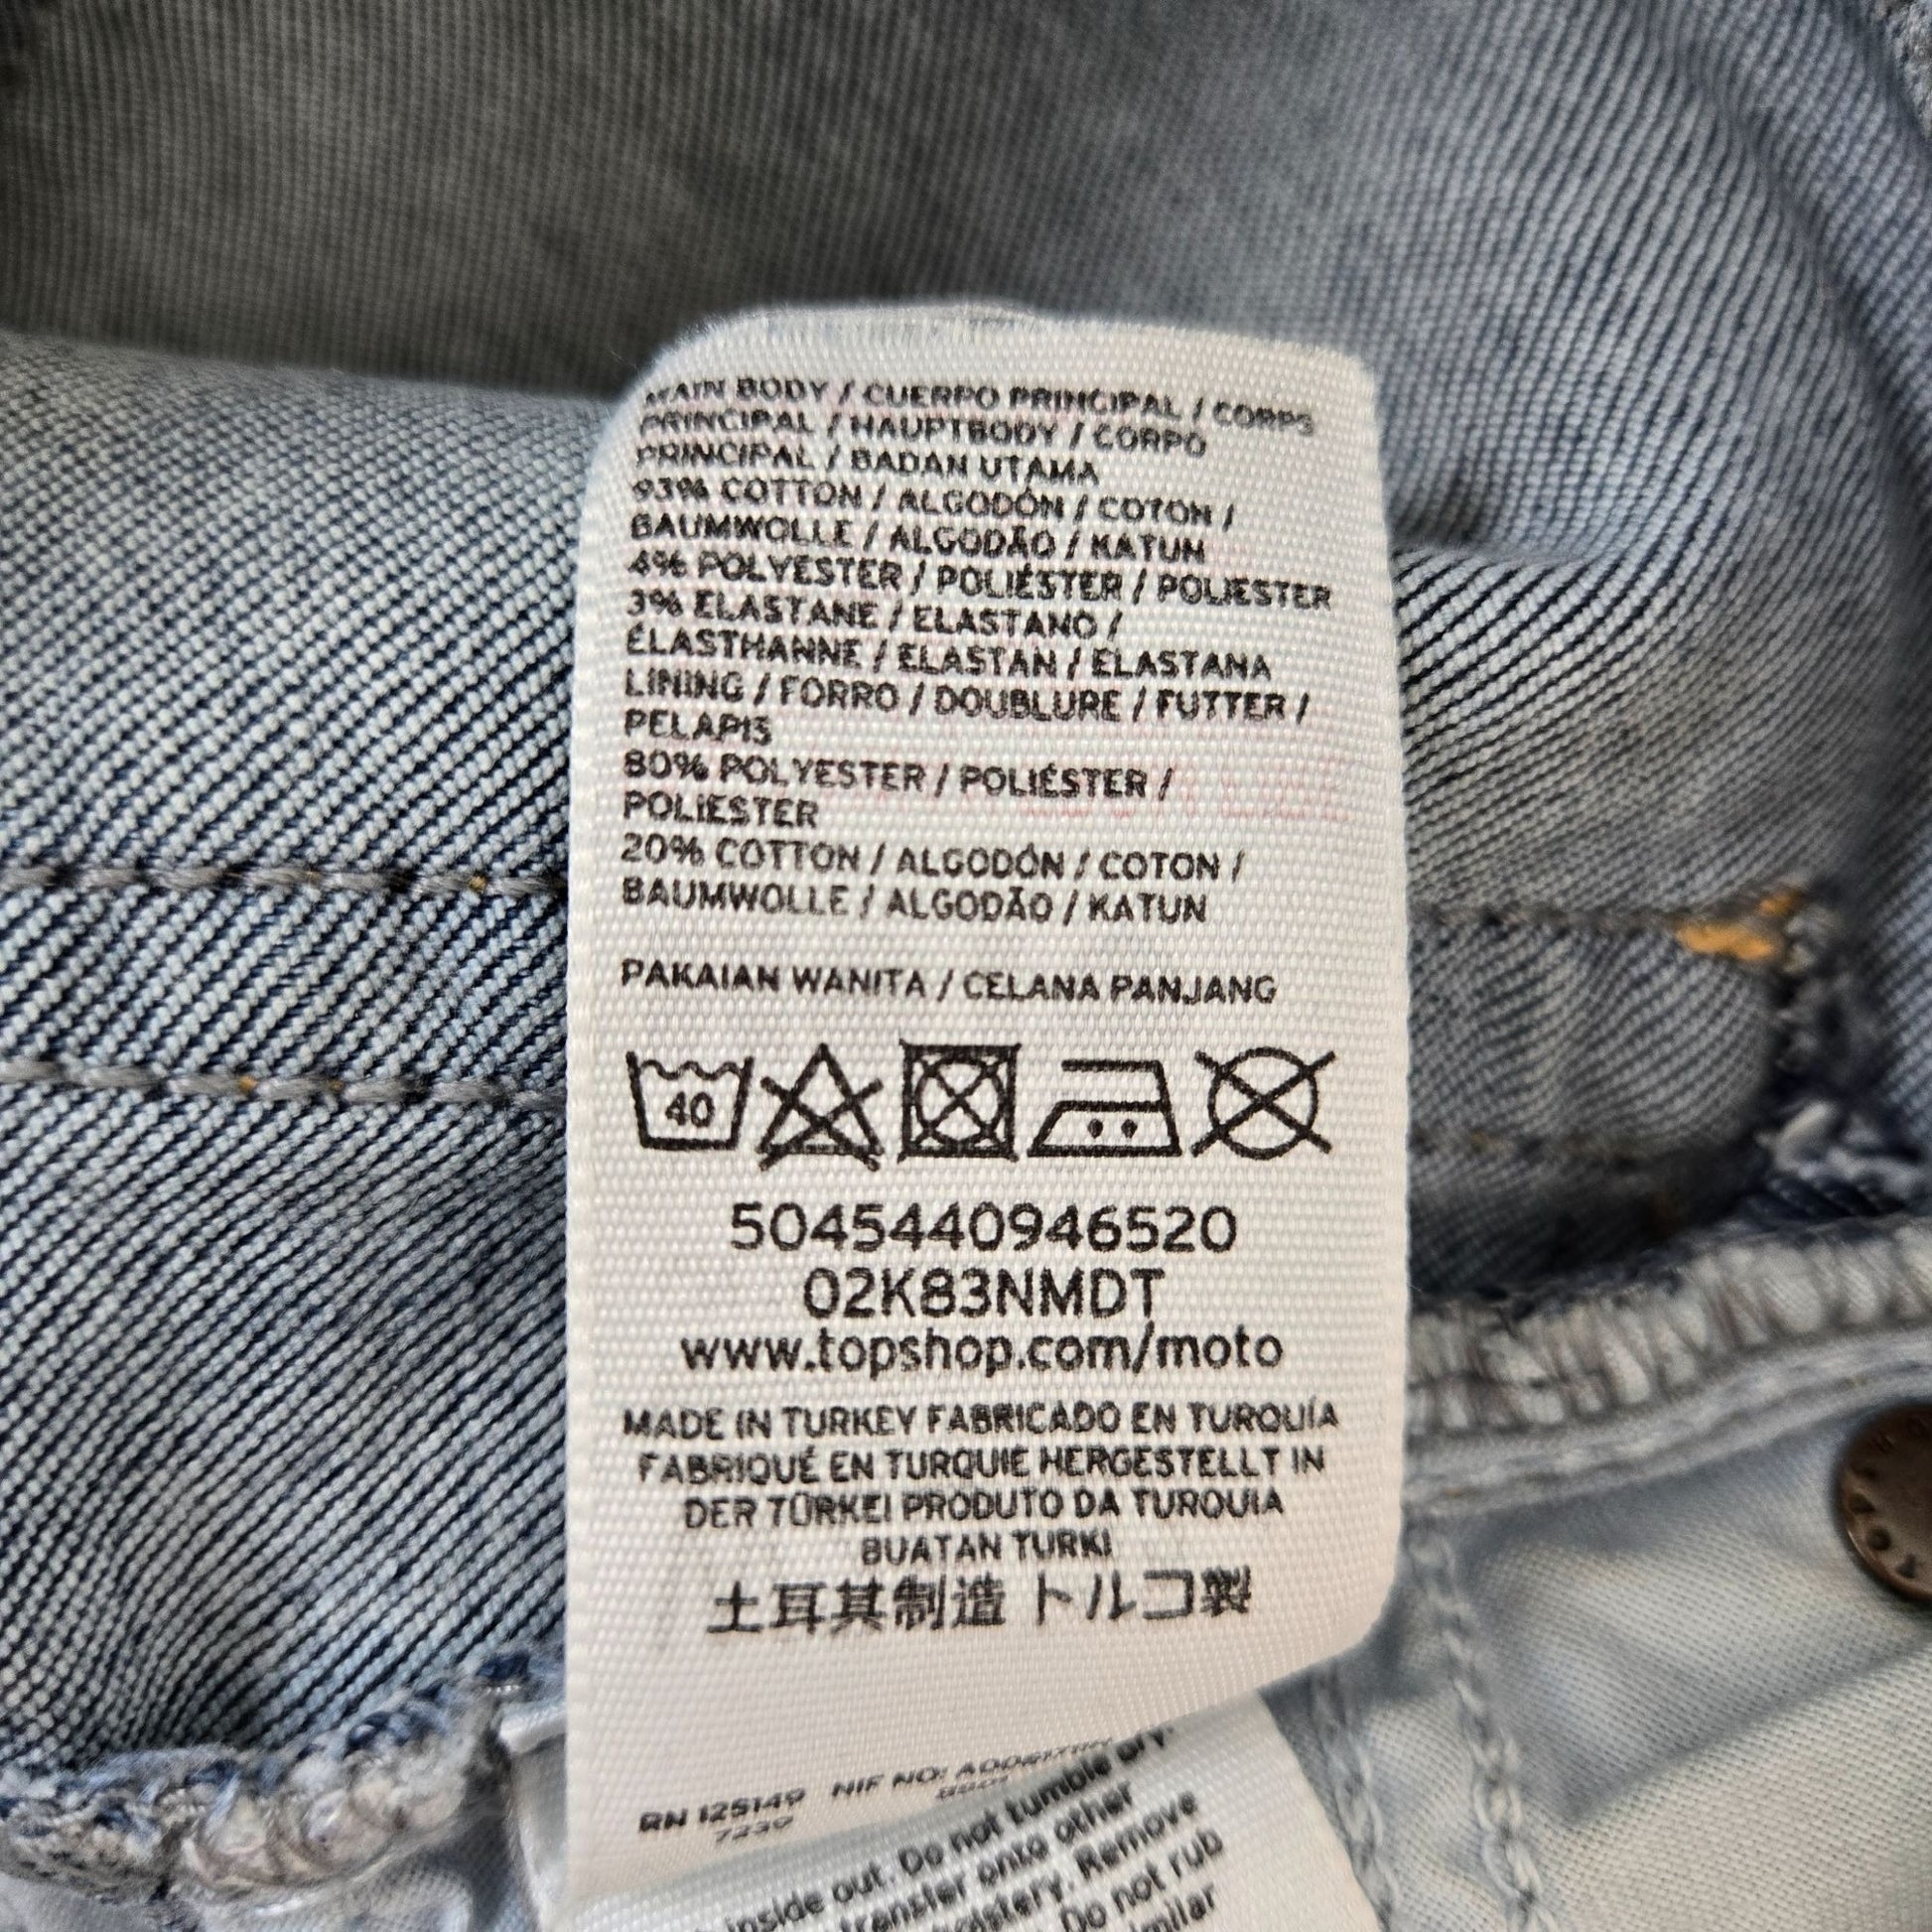 MAIN BODY / CUERPO PRINCIPAL / CORPS
PRINCIPAL / HAUPTBODY / CORPO
PRINCIPAL / BADAN UTAMA
93% COTTON / ALGODÓN / COTON /
BAUMWOLLE / ALGODÃO / KATUN
4% POLYESTER / POLIÉSTER / POLIESTER
3% ELASTANE / ELASTANO /
ÉLASTHANNE / ELASTAN / ELASTANA
LINING / FORRO / DOUBLURE / FUTTER /
PELAPIS
80% POLYESTER / POLIÉSTER /
POLIESTER
20% COTTON / ALGODÓN / COTON /
BAUMWOLLE / ALGODÃO / KATUN
PAKAIAN WANITA / CELANA PANJANG
40
5045440946520
02K83NMDT
www.topshop.com/moto
MADE IN TURKEY FABRICADO EN TURQUÍA
FABRIQUÉ EN TURQUIE HERGESTELLT IN
DER TÜRKEI PRODUTO DA TURQUIA
BUATAN TURKI
土耳其制造 トルコ製
RN 125149 NIF NO:
7239
inside out. Do not tumble dry.
transfer onto other
Remove
Do not rub
similar